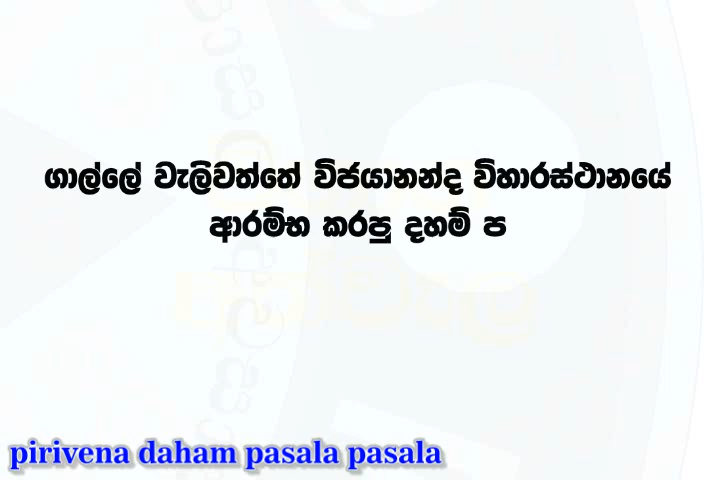 ගාල්ලේ වැලිවත්තේ විජයානන්ද විහාරස්ථානයේ
ආරම්භ කරපු දහම් ප
pirivena daham pasala pasala